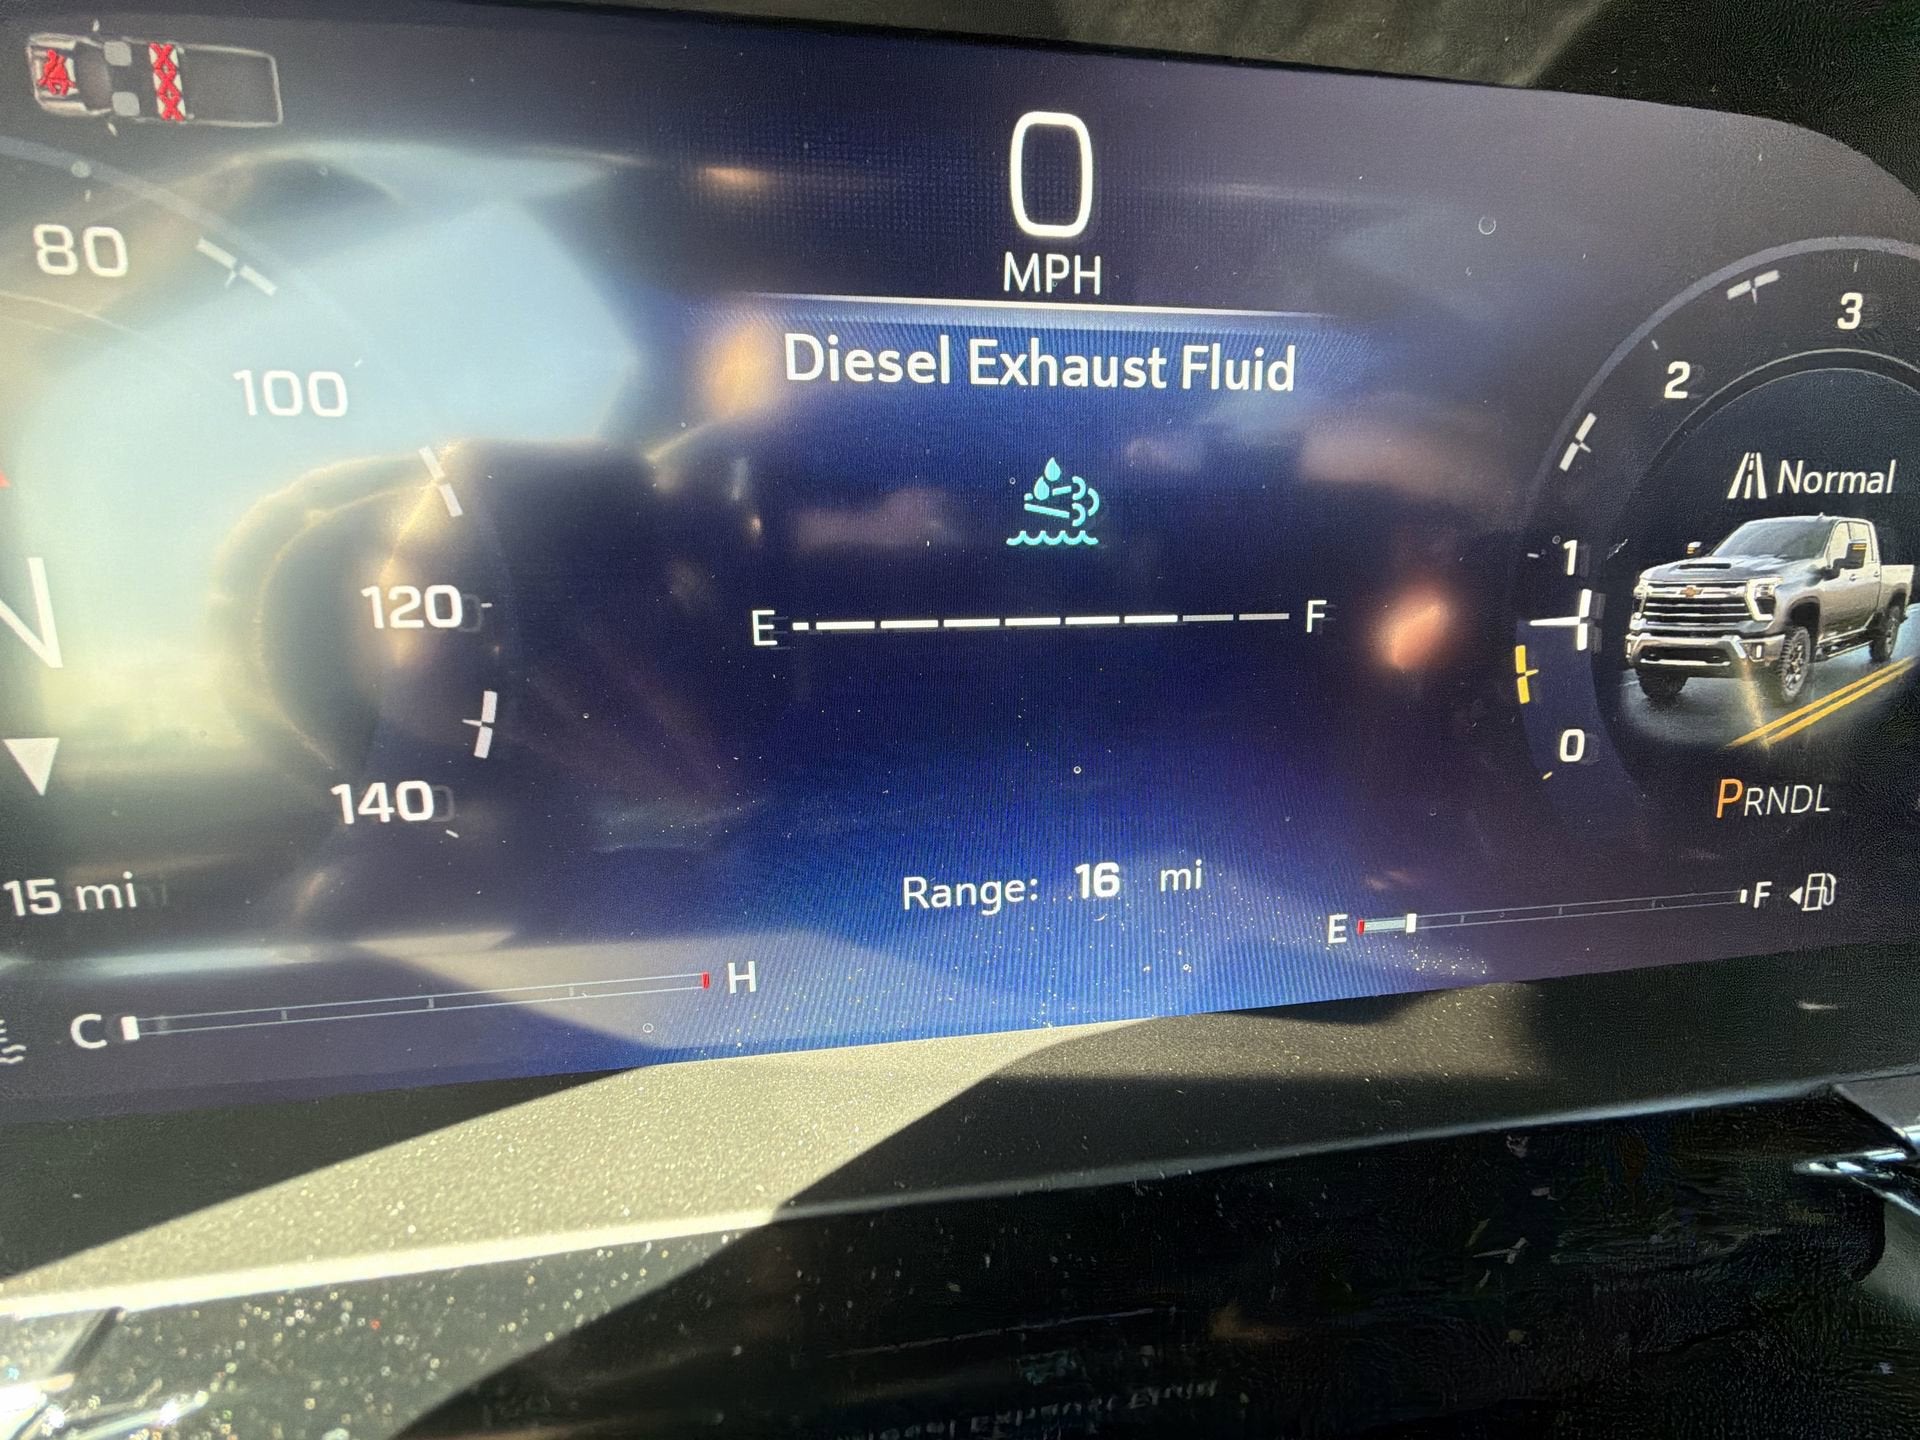 0
MPH
80
100
120
140
Diesel Exhaust Fluid
E F
3
2
1
0
Normal
PRNDL
15 mi
Range: 16 mi
E F
C H